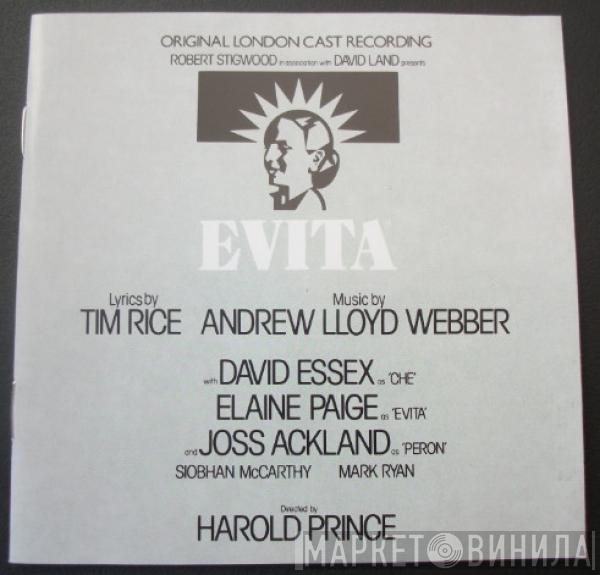 ORIGINAL LONDON CAST RECORDING
ROBERT STIGWOOD in association with DAVID LAND presents
EVITA
Lyrics by Music by
TIM RICE ANDREW LLOYD WEBBER
with DAVID ESSEX as 'CHE'
ELAINE PAIGE as 'EVITA'
and JOSS ACKLAND as 'PERON'
SIOBHAN McCARTHY MARK RYAN
Directed by
HAROLD PRINCE
МАРКЕТ ВИНИЛА